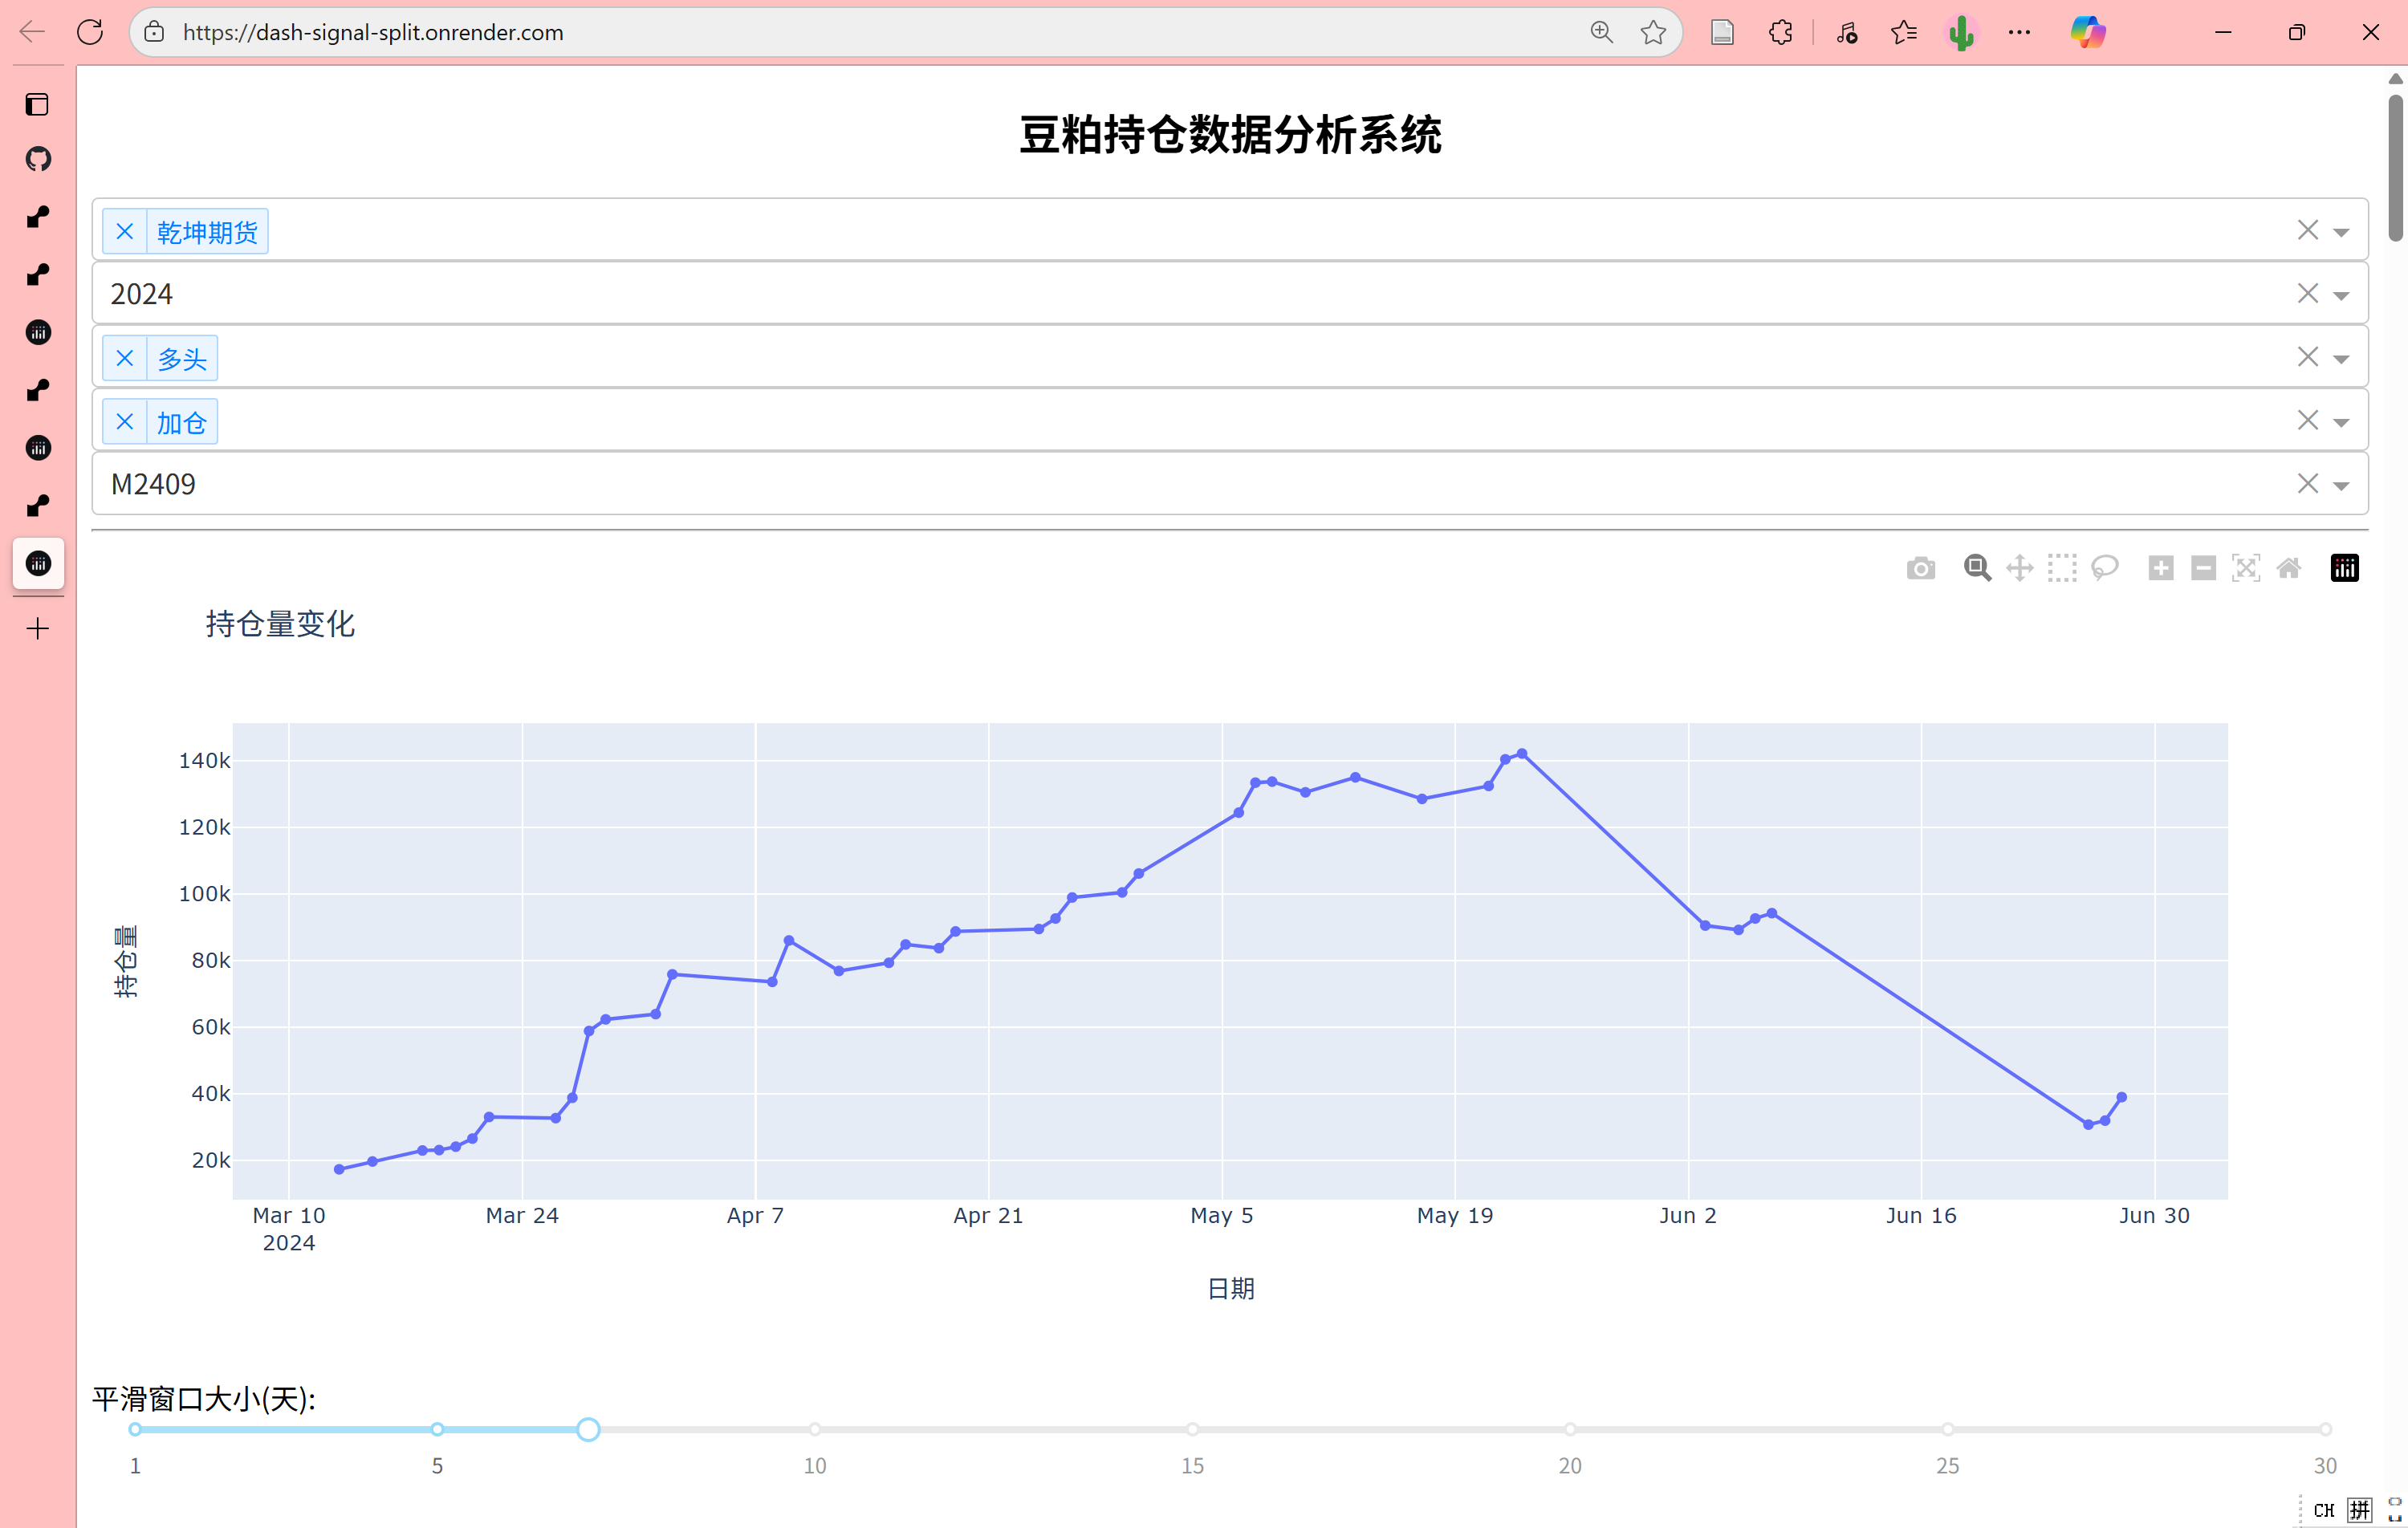 https://dash-signal-split.onrender.com
豆粕持仓数据分析系统
乾坤期货
2024
多头
加仓
M2409
持仓量变化
140k
120k
100k
80k
60k
40k
20k
持仓量
Mar 10 Mar 24 Apr 7 Apr 21 May 5 May 19 Jun 2 Jun 16 Jun 30
2024
日期
平滑窗口大小(天):
1 5 10 15 20 25 30
CH 拼